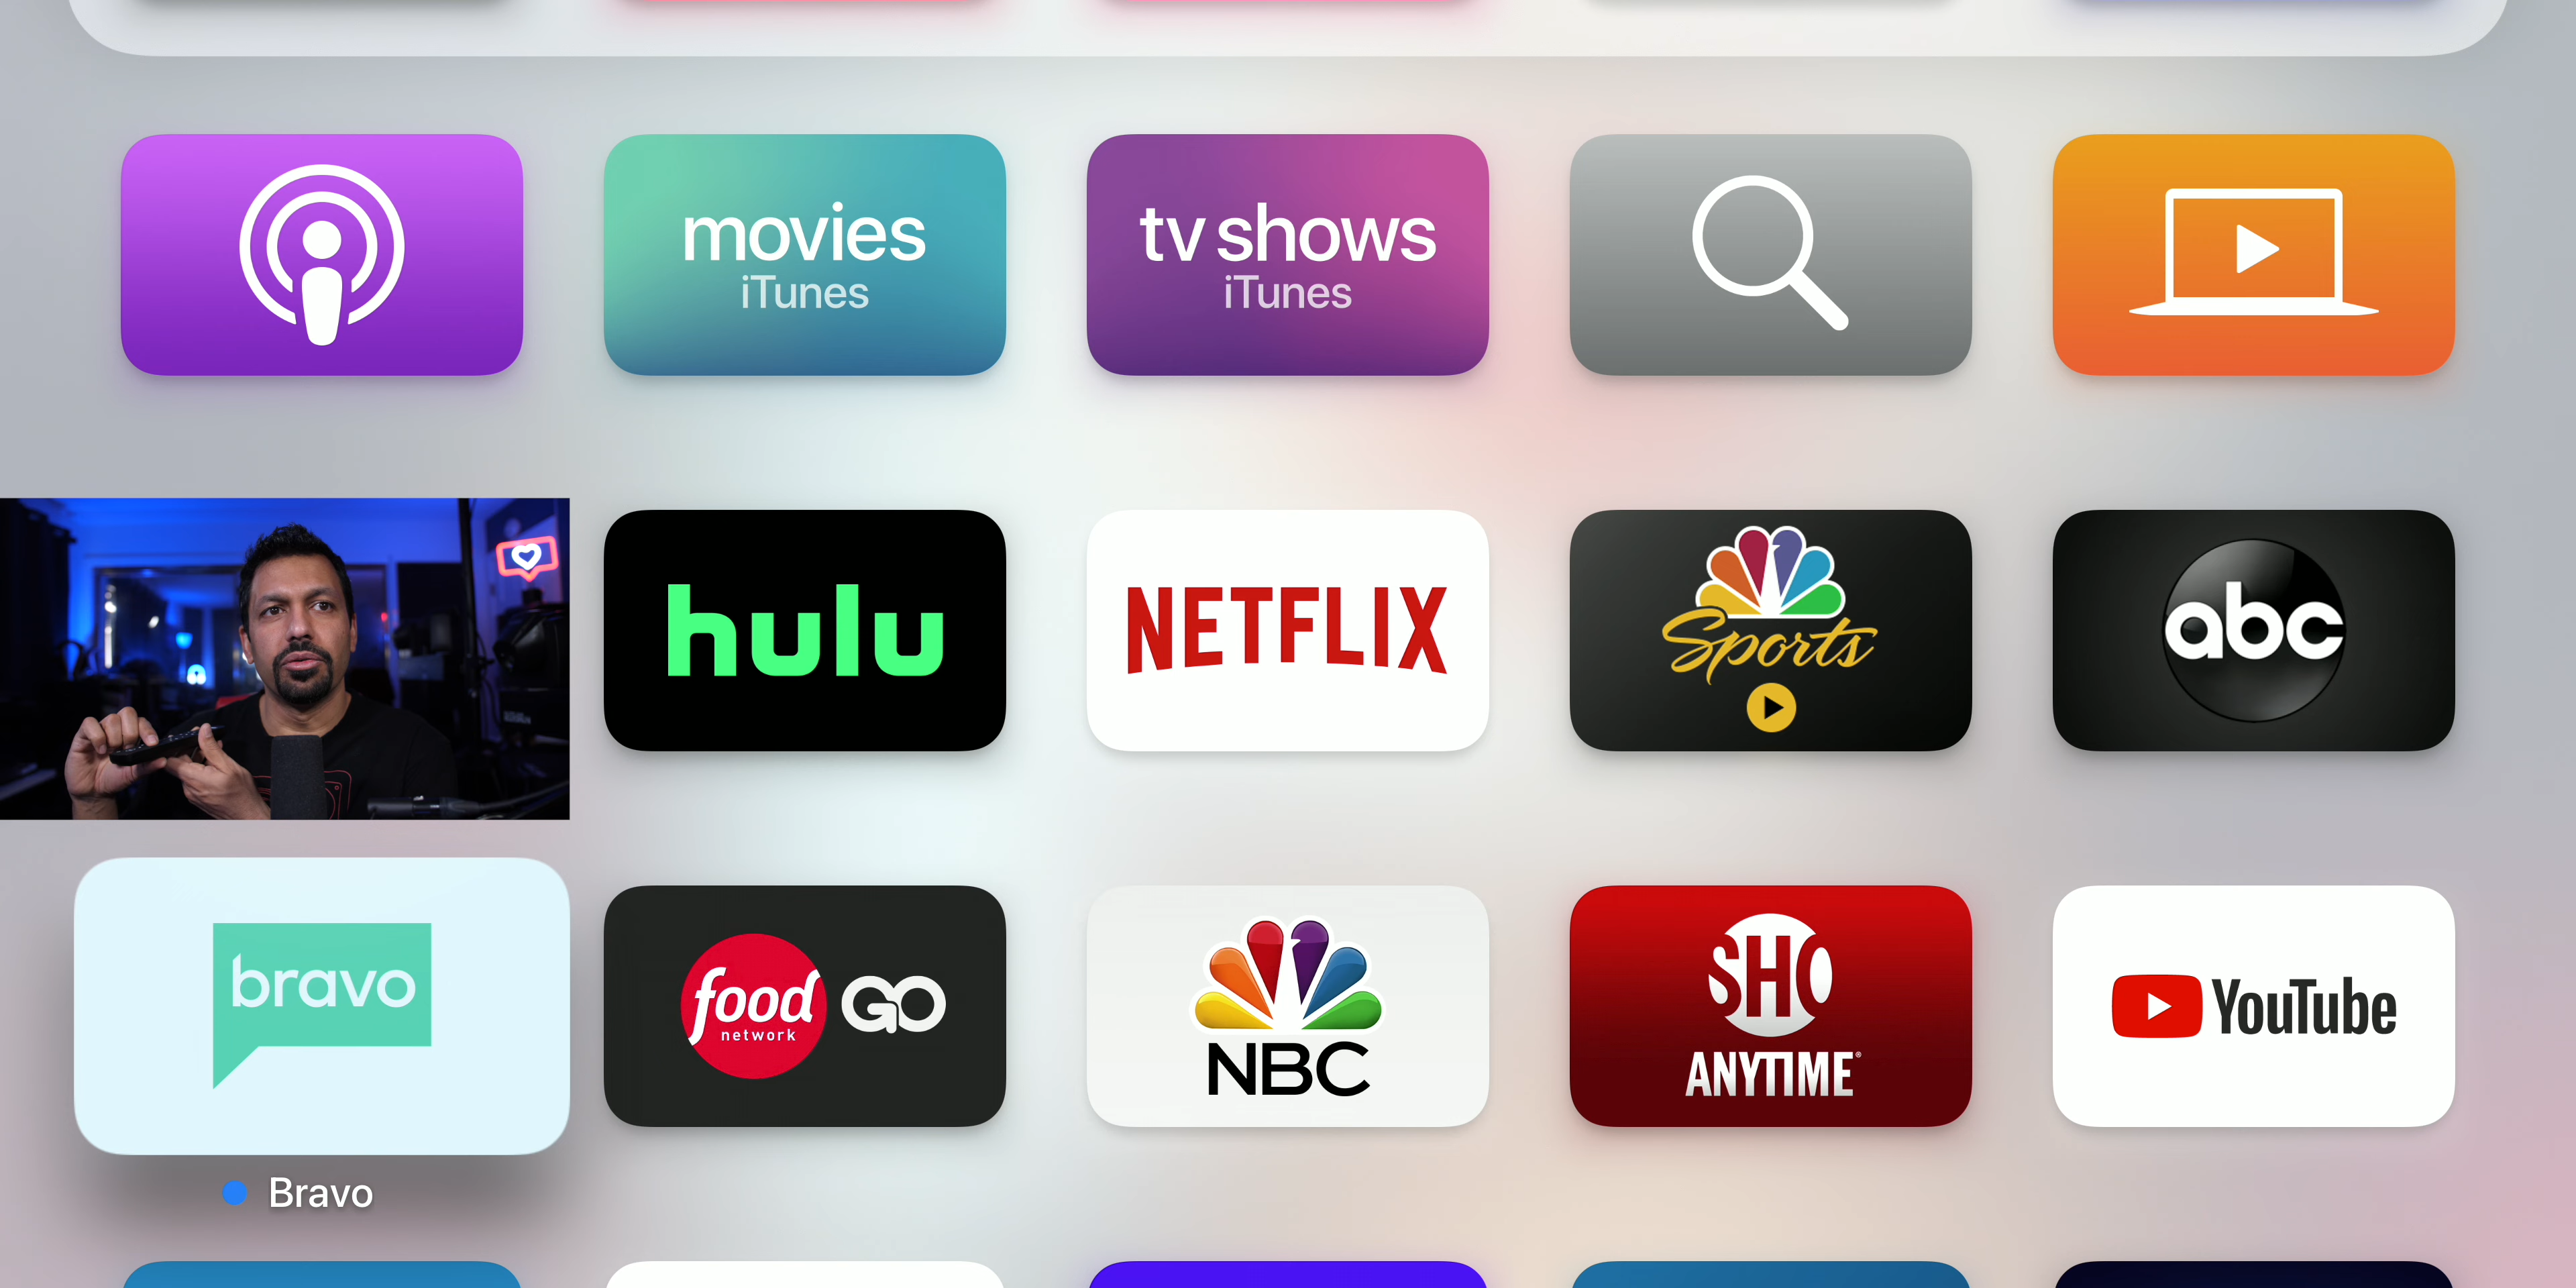 movies
iTunes
tv shows
iTunes
hulu
NETFLIX
Sports
abc
bravo
food
network
GO
NBC
SHO
ANYTIME
YouTube
Bravo